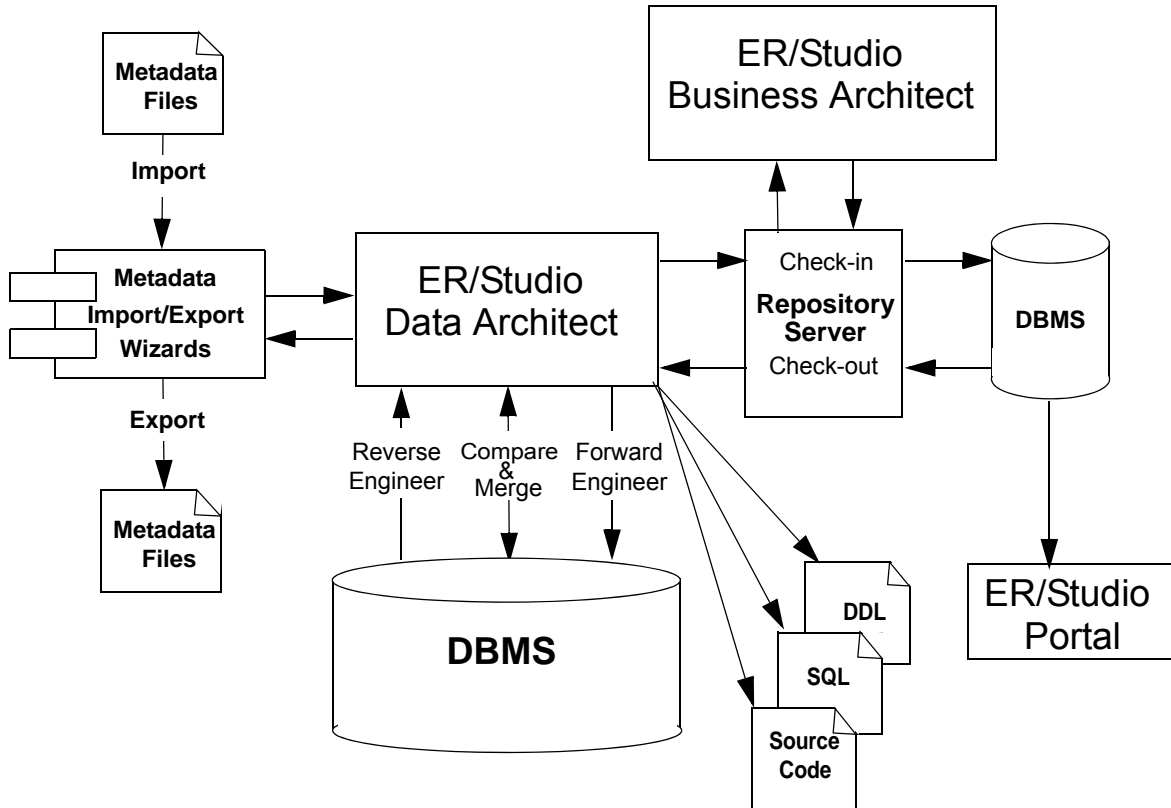 Metadata
Files
Import
Metadata
Import/Export
Wizards
Export
Metadata
Files
ER/Studio
Business Architect
ER/Studio
Data Architect
Check-in
Repository
Server
Check-out
DBMS
Reverse
Engineer
Compare
&
Merge
Forward
Engineer
DBMS
DDL
SQL
Source
Code
ER/Studio
Portal